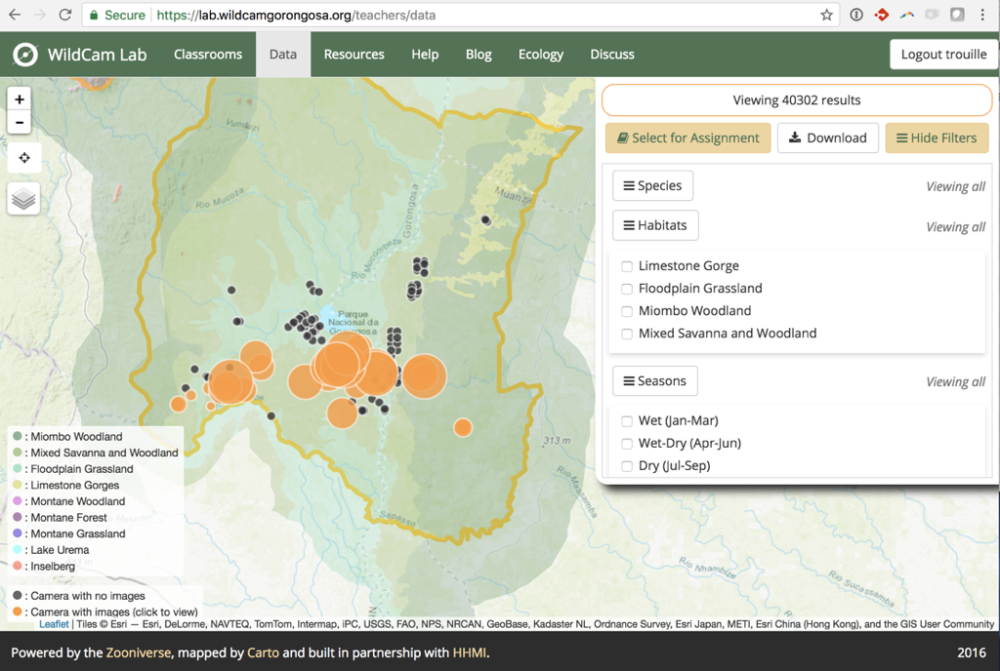 Secure https://lab.wildcamgorongosa.org/teachers/data
WildCam Lab Classrooms Data Resources Help Blog Ecology Discuss Logout trouille
+
-
Vunduzi
Rio Mucoza
Rio Mucombeze
Gorongosa
Muanza
Parque
Nacional da
Gorongosa
313 m
Rio Massamba
Sapasso
Rio Nhambize
Rio Sucassamba
Viewing 40302 results
Select for Assignment Download Hide Filters
Species Viewing all
Habitats Viewing all
Limestone Gorge
Floodplain Grassland
Miombo Woodland
Mixed Savanna and Woodland
Seasons Viewing all
Wet (Jan-Mar)
Wet-Dry (Apr-Jun)
Dry (Jul-Sep)
: Miombo Woodland
: Mixed Savanna and Woodland
: Floodplain Grassland
: Limestone Gorges
: Montane Woodland
: Montane Forest
: Montane Grassland
: Lake Urema
: Inselberg
: Camera with no images
: Camera with images (click to view)
Leaflet | Tiles © Esri — Esri, DeLorme, NAVTEQ, TomTom, Intermap, iPC, USGS, FAO, NPS, NRCAN, GeoBase, Kadaster NL, Ordnance Survey, Esri Japan, METI, Esri China (Hong Kong), and the GIS User Community
Powered by the Zooniverse, mapped by Carto and built in partnership with HHMI. 2016